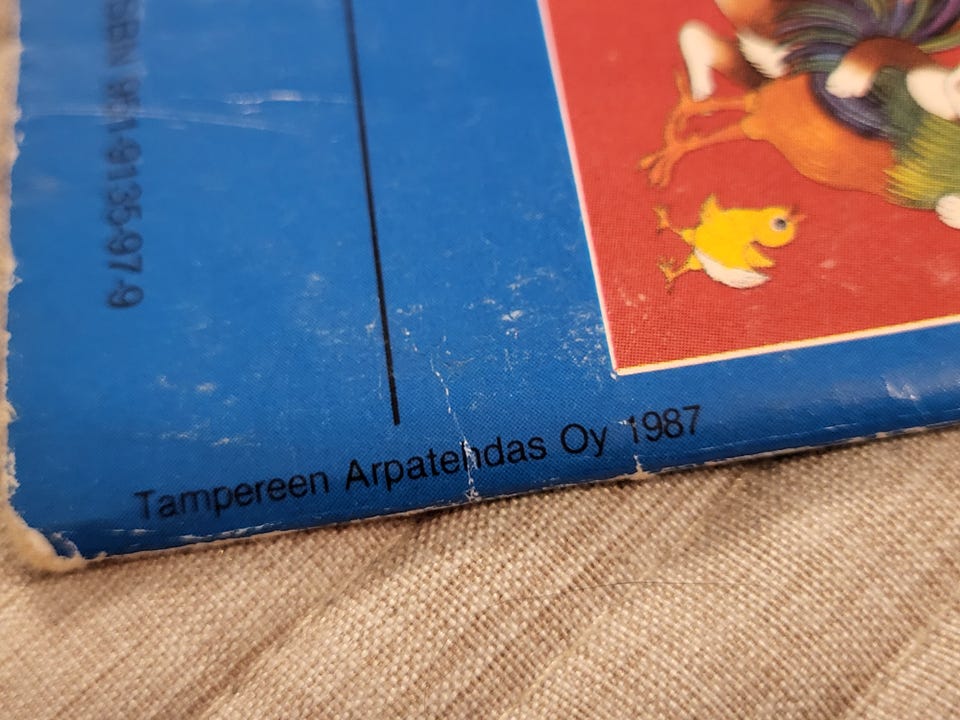 SBN 951-9135-97-9
Tampereen Arpatehdas Oy 1987